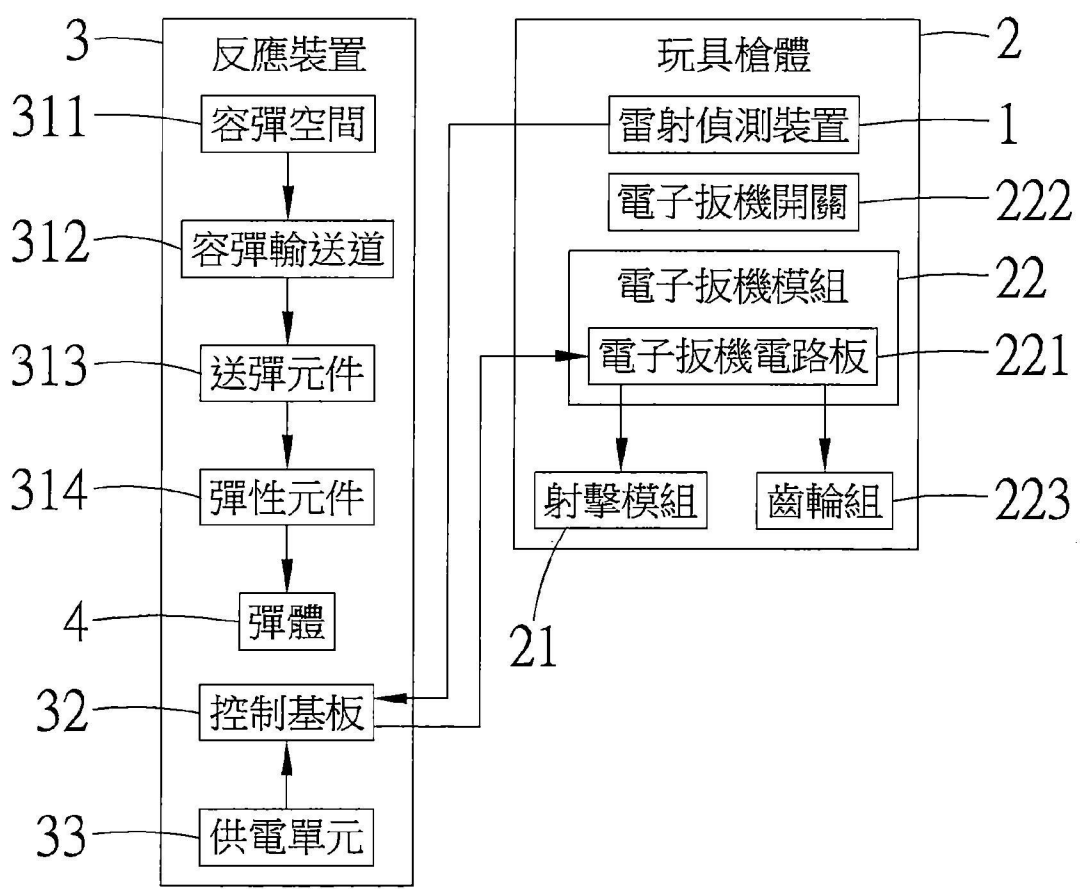 3
反應裝置
311
容彈空間
312
容彈輸送道
313
送彈元件
314
彈性元件
4
彈體
32
控制基板
33
供電單元
2
玩具槍體
雷射偵測裝置
1
電子扳機開關
222
電子扳機模組
22
電子扳機電路板
221
射擊模組
21
齒輪組
223